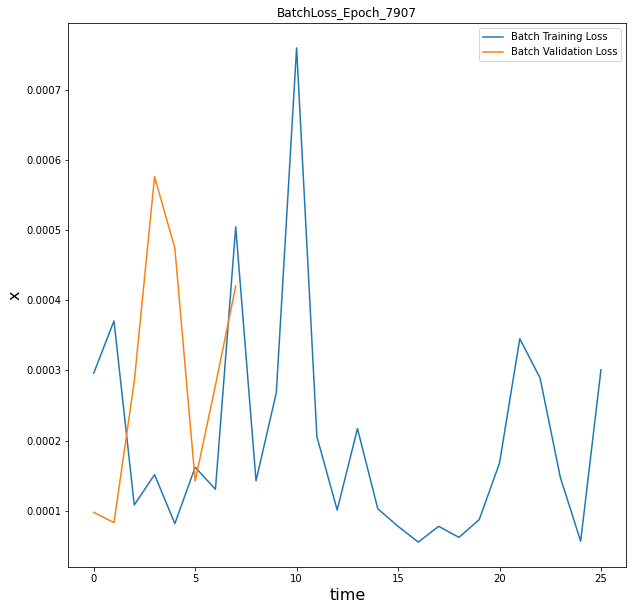 BatchLoss_Epoch_7907
Batch Training Loss
Batch Validation Loss
0.0007
0.0006
0.0005
0.0004
0.0003
0.0002
0.0001
x
0 5 10 15 20 25
time